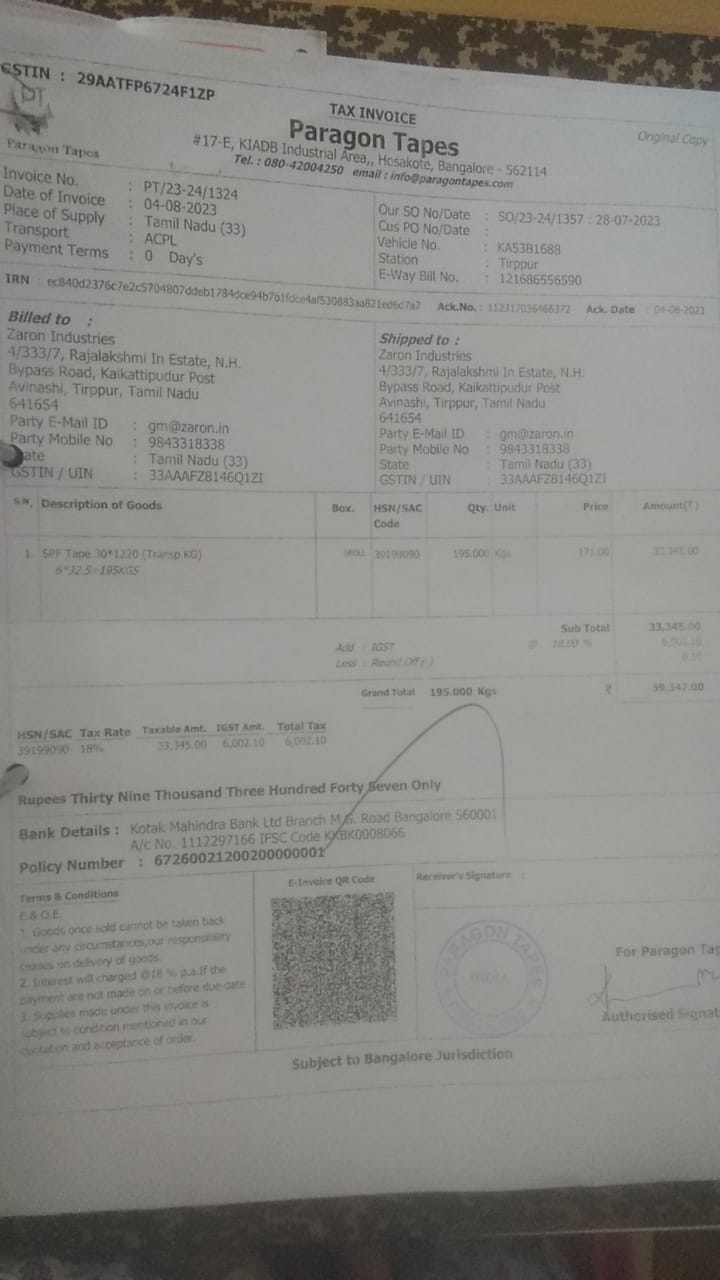 GSTIN : 29AATFP6724F1ZP
TAX INVOICE
Original Copy
Paragon Tapes
Paragon Tapes
#17-E, KIADB Industrial Area,, Hosakote, Bangalore - 562114
Tel. : 080-42004250 email : info@paragontapes.com
Invoice No. : PT/23-24/1324
Date of Invoice : 04-08-2023
Place of Supply : Tamil Nadu (33)
Transport : ACPL
Payment Terms : 0 Day's
Our SO No/Date : SO/23-24/1357 : 28-07-2023
Cus PO No/Date :
Vehicle No. : KA53B1688
Station : Tirppur
E-Way Bill No. : 121686556590
IRN : ec840d2376c7e2c5704807ddeb1784dce94b7b1fdce4af530883aa821ed6d7a7 Ack.No. : 112317036466372 Ack. Date : 04-08-2023
Billed to :
Zaron Industries
4/333/7, Rajalakshmi In Estate, N.H.
Bypass Road, Kaikattipudur Post
Avinashi, Tirppur, Tamil Nadu
641654
Party E-Mail ID : gm@zaron.in
Party Mobile No : 9843318338
ate : Tamil Nadu (33)
GSTIN / UIN : 33AAAFZ8146Q1ZI
Shipped to :
Zaron Industries
4/333/7, Rajalakshmi In Estate, N.H.
Bypass Road, Kaikattipudur Post
Avinashi, Tirppur, Tamil Nadu
641654
Party E-Mail ID : gm@zaron.in
Party Mobile No : 9843318338
State : Tamil Nadu (33)
GSTIN / UIN : 33AAAFZ8146Q1ZI
S.N. Description of Goods Box. HSN/SAC Code Qty. Unit Price Amount(₹)
1 SPF Tape 30*1220 (Transp KG) 39199090 195.000 Kgs 171.00 33,345.00
6*32.5=195KGS
Sub Total 33,345.00
Add : IGST @ 18.00 % 6,002.10
Less : Round Off (-) 0.10
Grand Total 195.000 Kgs ₹ 39,347.00
HSN/SAC Tax Rate Taxable Amt. IGST Amt. Total Tax
39199090 18% 33,345.00 6,002.10 6,002.10
Rupees Thirty Nine Thousand Three Hundred Forty Seven Only
Bank Details : Kotak Mahindra Bank Ltd Branch M.G. Road Bangalore 560001
A/c No. 1112297166 IFSC Code KKBK0008066
Policy Number : 67260021200200000001
Terms & Conditions
E.& O.E.
1. Goods once sold cannot be taken back
under any circumstances,our responsibility
ceases on delivery of goods.
2. Interest will charged @18 % p.a.if the
payment are not made on or before due date
3. Supplies made under this invoice is
subject to condition mentioned in our
quotation and acceptance of order.
E-Invoice QR Code
Receiver's Signature :
PARAGON TAPES
INDIA
For Paragon Tap
Authorised Signat
Subject to Bangalore Jurisdiction